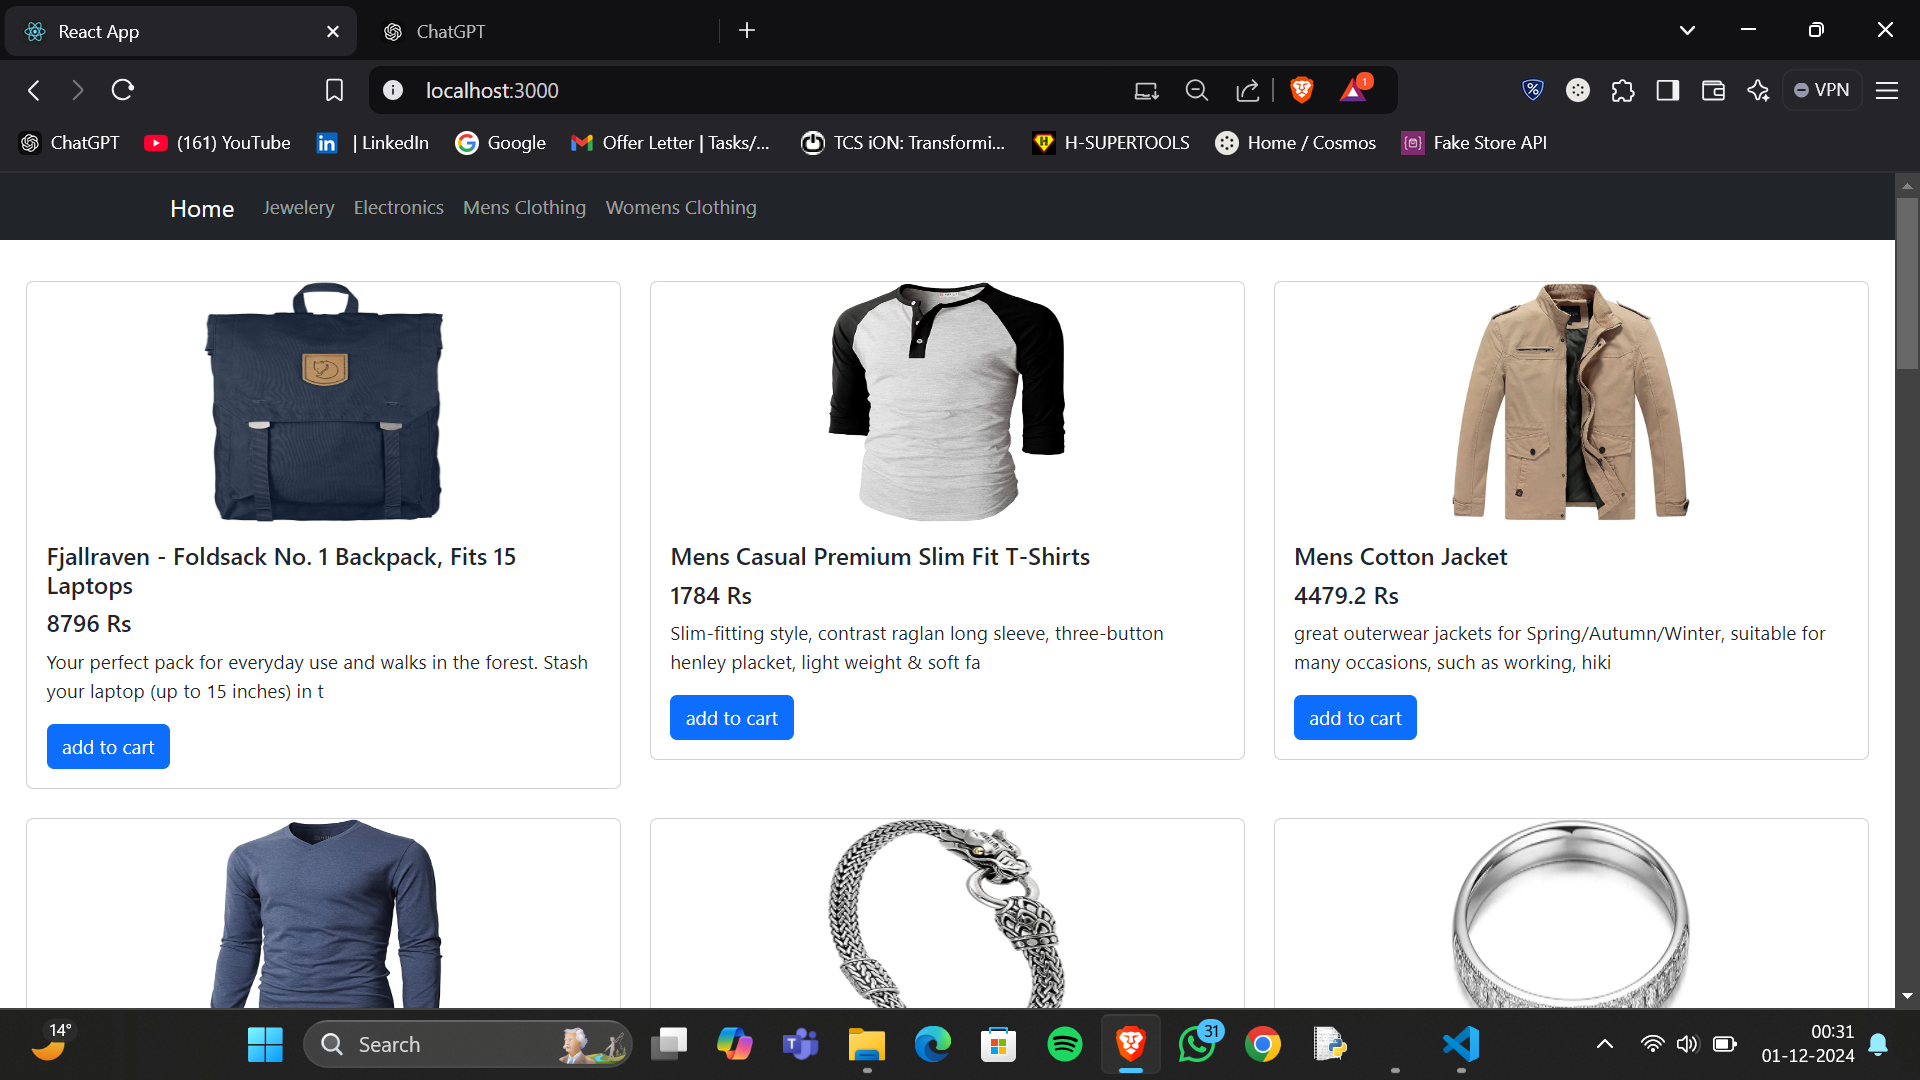 React App
ChatGPT
localhost:3000
1
VPN
ChatGPT
(161) YouTube
| LinkedIn
Google
Offer Letter | Tasks/...
TCS iON: Transformi...
H-SUPERTOOLS
Home / Cosmos
Fake Store API
Home
Jewelery
Electronics
Mens Clothing
Womens Clothing
Fjallraven - Foldsack No. 1 Backpack, Fits 15
Laptops
8796 Rs
Your perfect pack for everyday use and walks in the forest. Stash
your laptop (up to 15 inches) in t
add to cart
Mens Casual Premium Slim Fit T-Shirts
1784 Rs
Slim-fitting style, contrast raglan long sleeve, three-button
henley placket, light weight & soft fa
add to cart
Mens Cotton Jacket
4479.2 Rs
great outerwear jackets for Spring/Autumn/Winter, suitable for
many occasions, such as working, hiki
add to cart
14°
Search
31
00:31
01-12-2024